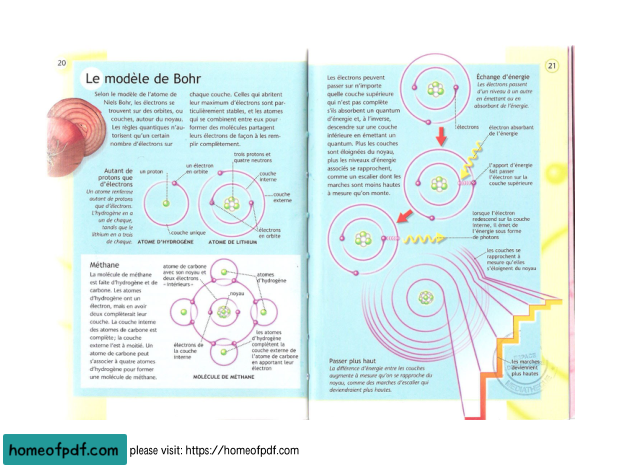 20
Le modèle de Bohr
Selon le modèle de l'atome de
Niels Bohr, les électrons se
trouvent sur des orbites, ou
couches, autour du noyau.
Les règles quantiques n'au-
torisent qu'un certain
nombre d'électrons sur
chaque couche. Celles qui abritent
leur maximum d'électrons sont par-
ticulièrement stables, et les atomes
qui se combinent entre eux pour
former des molécules partagent
leurs électrons de façon à les rem-
plir complètement.
Autant de
protons que
d'électrons
Un atome renferme
autant de protons
que d'électrons.
L'hydrogène en a
un de chaque,
tandis que le
lithium en a trois
de chaque.
un proton
un électron
en orbite
couche unique
ATOME D'HYDROGÈNE
trois protons et
quatre neutrons
couche
interne
couche
externe
électrons
en orbite
ATOME DE LITHIUM
Méthane
La molécule de méthane
est faite d'hydrogène et de
carbone. Les atomes
d'hydrogène ont un
électron, mais en avoir
deux compléterait leur
couche. La couche interne
des atomes de carbone est
complète ; la couche
externe l'est à moitié. Un
atome de carbone peut
s'associer à quatre atomes
d'hydrogène pour former
une molécule de méthane.
atome de carbone
avec son noyau et
deux électrons
« intérieurs »
atomes
d'hydrogène
noyau
électrons de
la couche
interne
les atomes
d'hydrogène
complètent la
couche externe de
l'atome de carbone
en apportant leur
électron
MOLÉCULE DE MÉTHANE
21
Les électrons peuvent
passer sur n'importe
quelle couche supérieure
qui n'est pas complète
s'ils absorbent un quantum
d'énergie et, à l'inverse,
descendre sur une couche
inférieure en émettant un
quantum. Plus les couches
sont éloignées du noyau,
plus les niveaux d'énergie
associés se rapprochent,
comme un escalier dont les
marches sont moins hautes
à mesure qu'on monte.
Échange d'énergie
Les électrons passent
d'un niveau à un autre
en émettant ou en
absorbant de l'énergie.
électrons
électron absorbant
de l'énergie
l'apport d'énergie
fait passer
l'électron sur la
couche supérieure
lorsque l'électron
redescend sur la couche
interne, il émet de
l'énergie sous forme
de photons
les couches se
rapprochent à
mesure qu'elles
s'éloignent du noyau
Passer plus haut
La différence d'énergie entre les couches
augmente à mesure qu'on se rapproche du
noyau, comme des marches d'escalier qui
deviendraient plus hautes.
les marches
deviennent
plus hautes
homeofpdf.com
please visit: https://homeofpdf.com